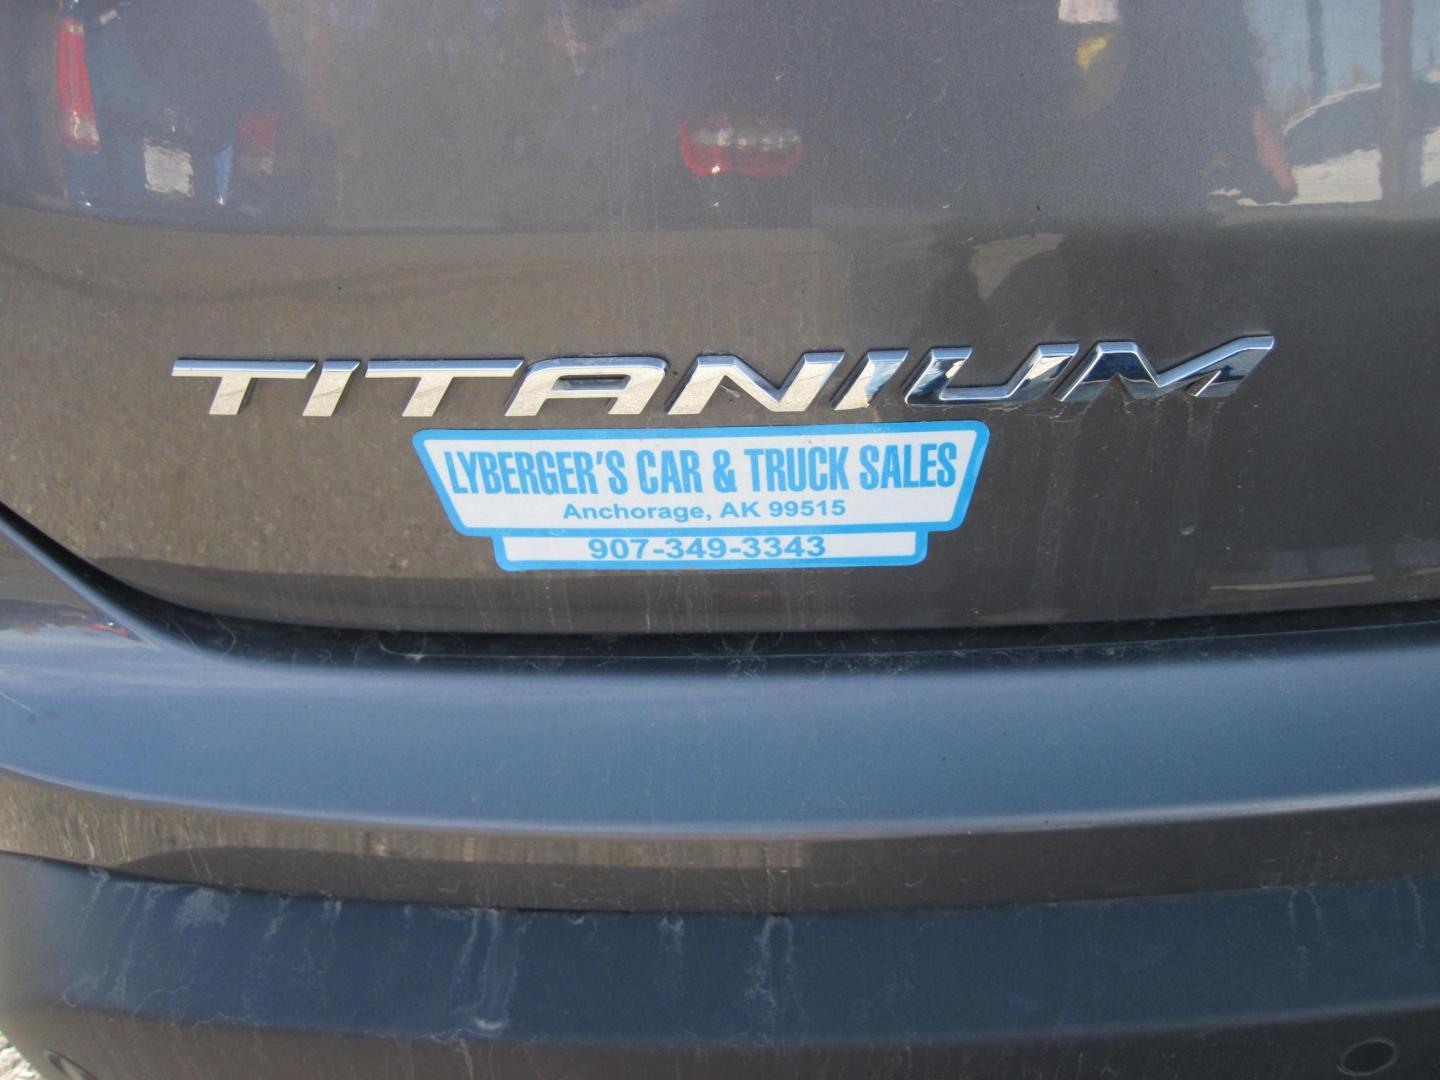 TITANIUM
LYBERGER'S CAR & TRUCK SALES
Anchorage, AK 99515
907-349-3343